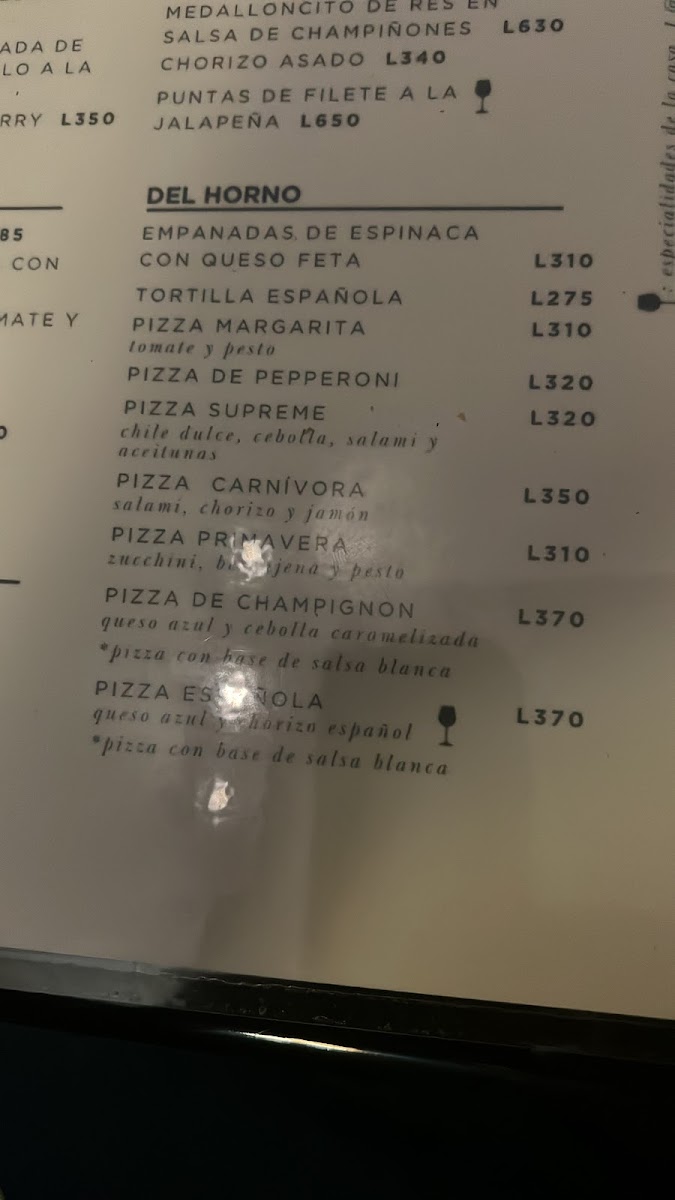 ADA DE
LO A LA
RRY L350
85
CON
MATE Y
MEDALLONCITO DE RES EN
SALSA DE CHAMPIÑONES L630
CHORIZO ASADO L340
PUNTAS DE FILETE A LA
JALAPEÑA L650
DEL HORNO
EMPANADAS DE ESPINACA
CON QUESO FETA L310
TORTILLA ESPAÑOLA L275
PIZZA MARGARITA L310
tomate y pesto
PIZZA DE PEPPERONI L320
PIZZA SUPREME L320
chile dulce, cebolla, salami y
aceitunas
PIZZA CARNÍVORA L350
salami, chorizo y jamón
PIZZA PRIMAVERA L310
zucchini, berenjena y pesto
PIZZA DE CHAMPIGNON L370
queso azul y cebolla caramelizada
*pizza con base de salsa blanca
PIZZA ESPAÑOLA L370
queso azul y chorizo español
*pizza con base de salsa blanca
: especialidades de la casa